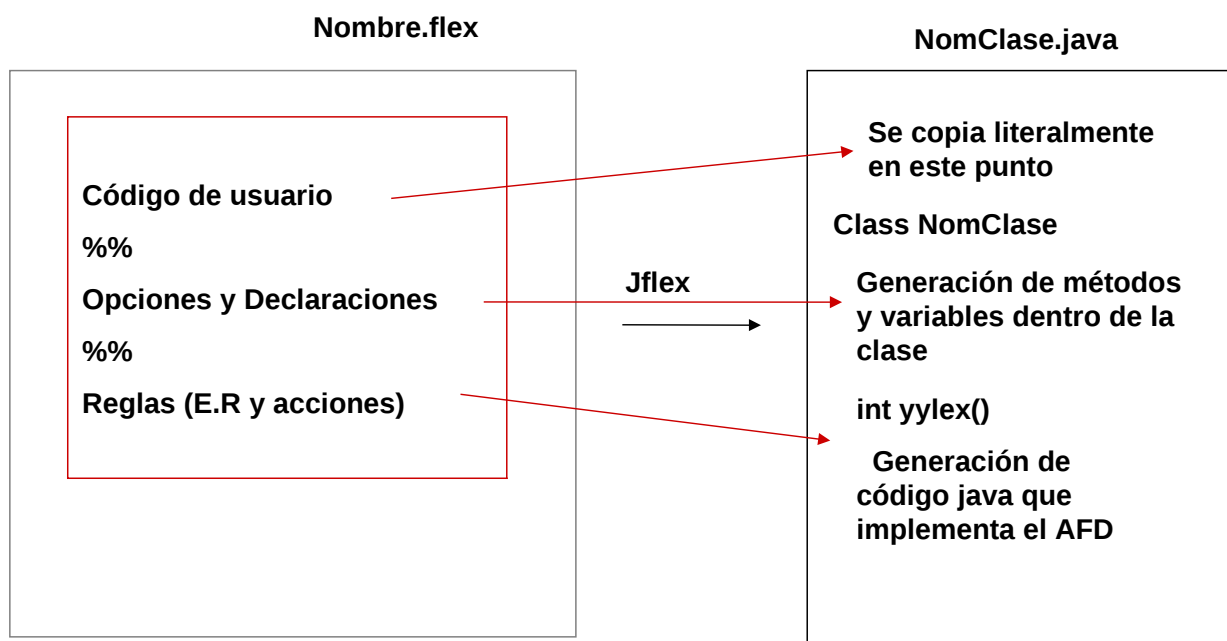 Nombre.flex
NomClase.java
Código de usuario
%%
Opciones y Declaraciones
%%
Reglas (E.R y acciones)
Jflex
Se copia literalmente
en este punto
Class NomClase
Generación de métodos
y variables dentro de la
clase
int yylex()
Generación de
código java que
implementa el AFD